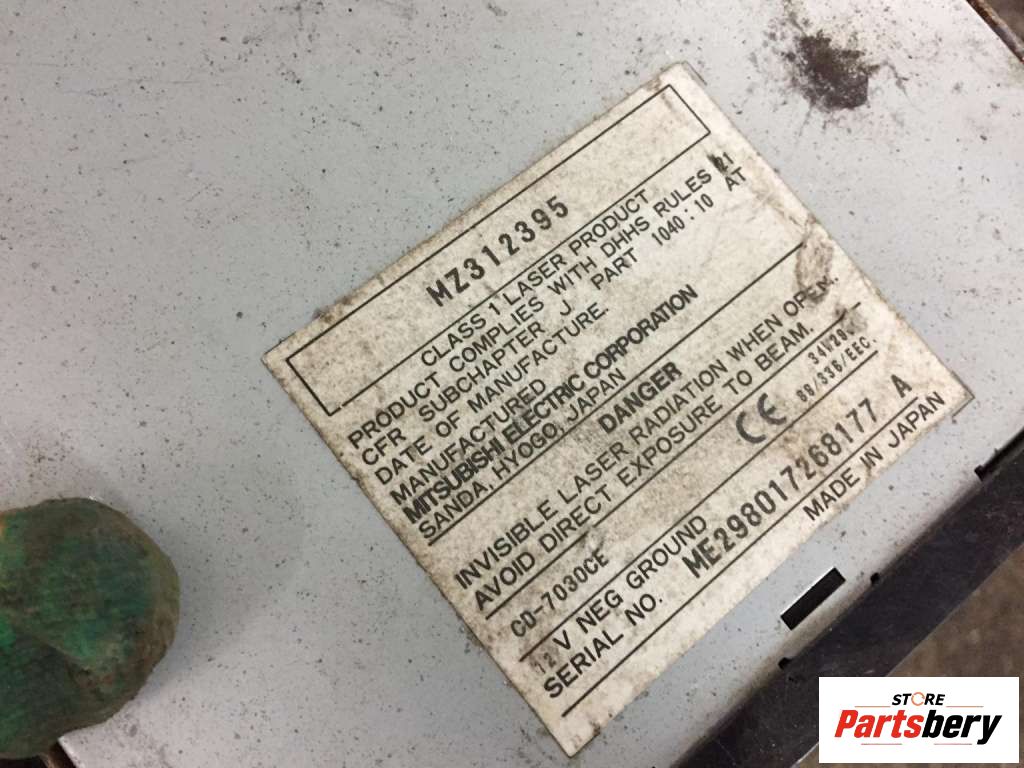 MZ312395
CLASS 1 LASER PRODUCT
PRODUCT COMPLIES WITH DHHS RULES 21
CFR SUBCHAPTER J PART 1040:10 AT
DATE OF MANUFACTURE.
MANUFACTURED
MITSUBISHI ELECTRIC CORPORATION
SANDA, HYOGO, JAPAN
DANGER
INVISIBLE LASER RADIATION WHEN OPEN.
AVOID DIRECT EXPOSURE TO BEAM.
CD-7030CE
CE
/EEC.
12 V NEG GROUND
SERIAL NO. ME298017268177 A
MADE IN JAPAN
STORE
Partsbery